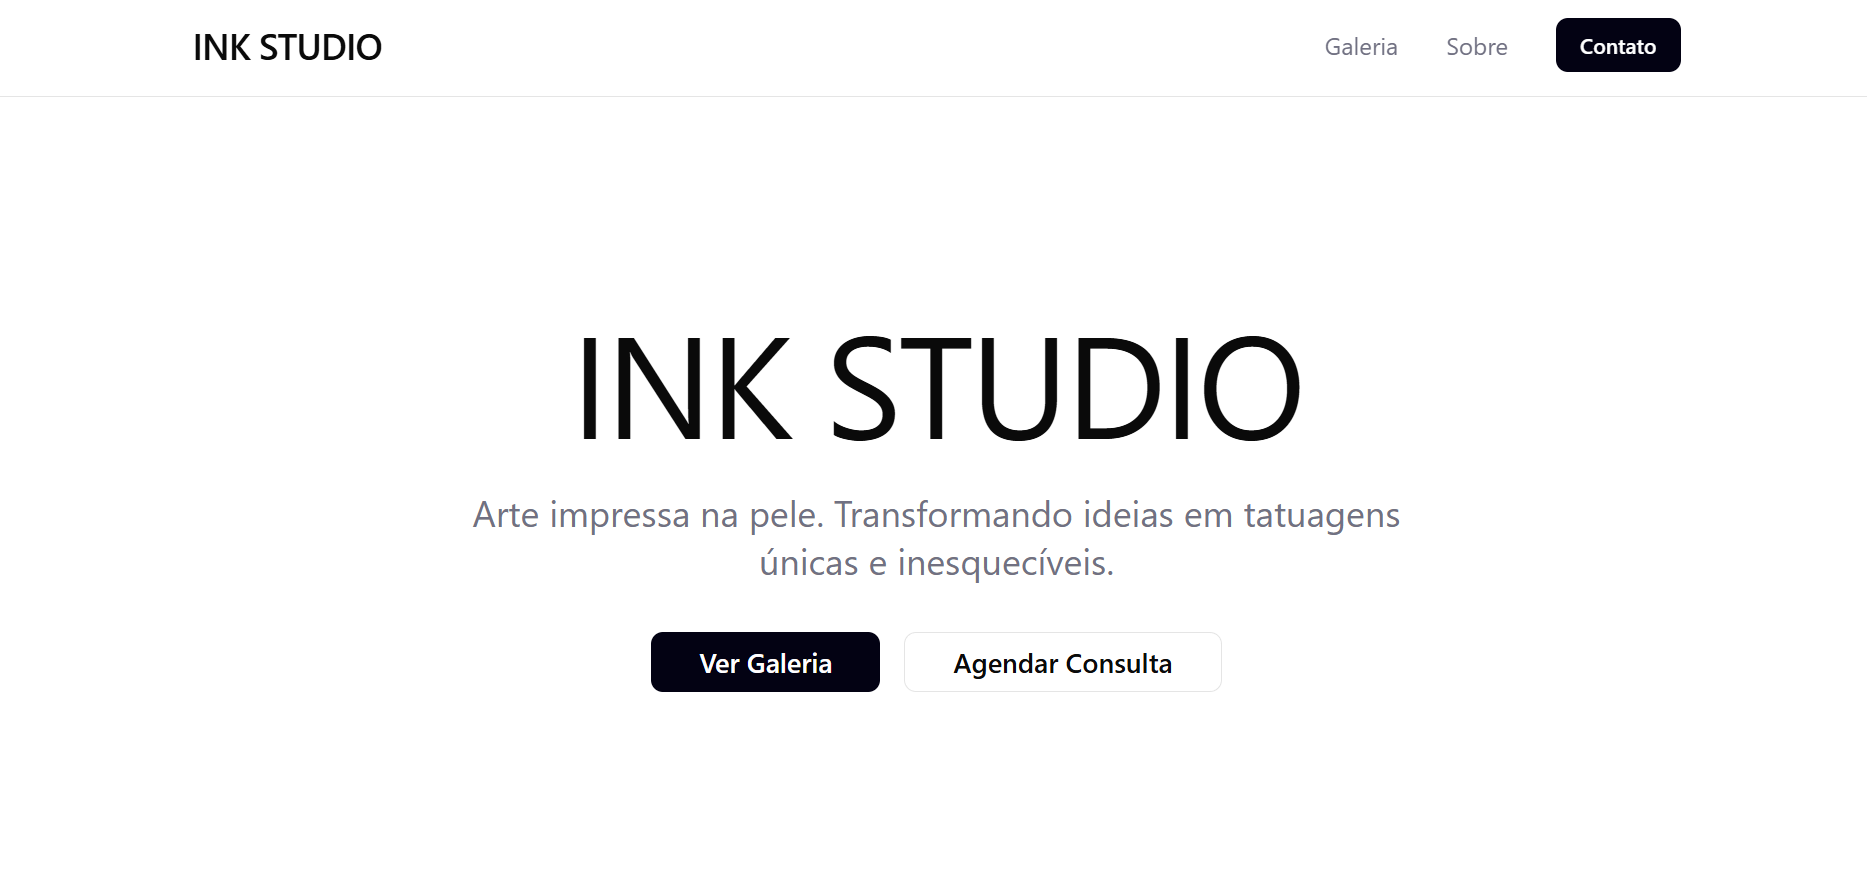 INK STUDIO
Galeria
Sobre
Contato
INK STUDIO
Arte impressa na pele. Transformando ideias em tatuagens
únicas e inesquecíveis.
Ver Galeria
Agendar Consulta